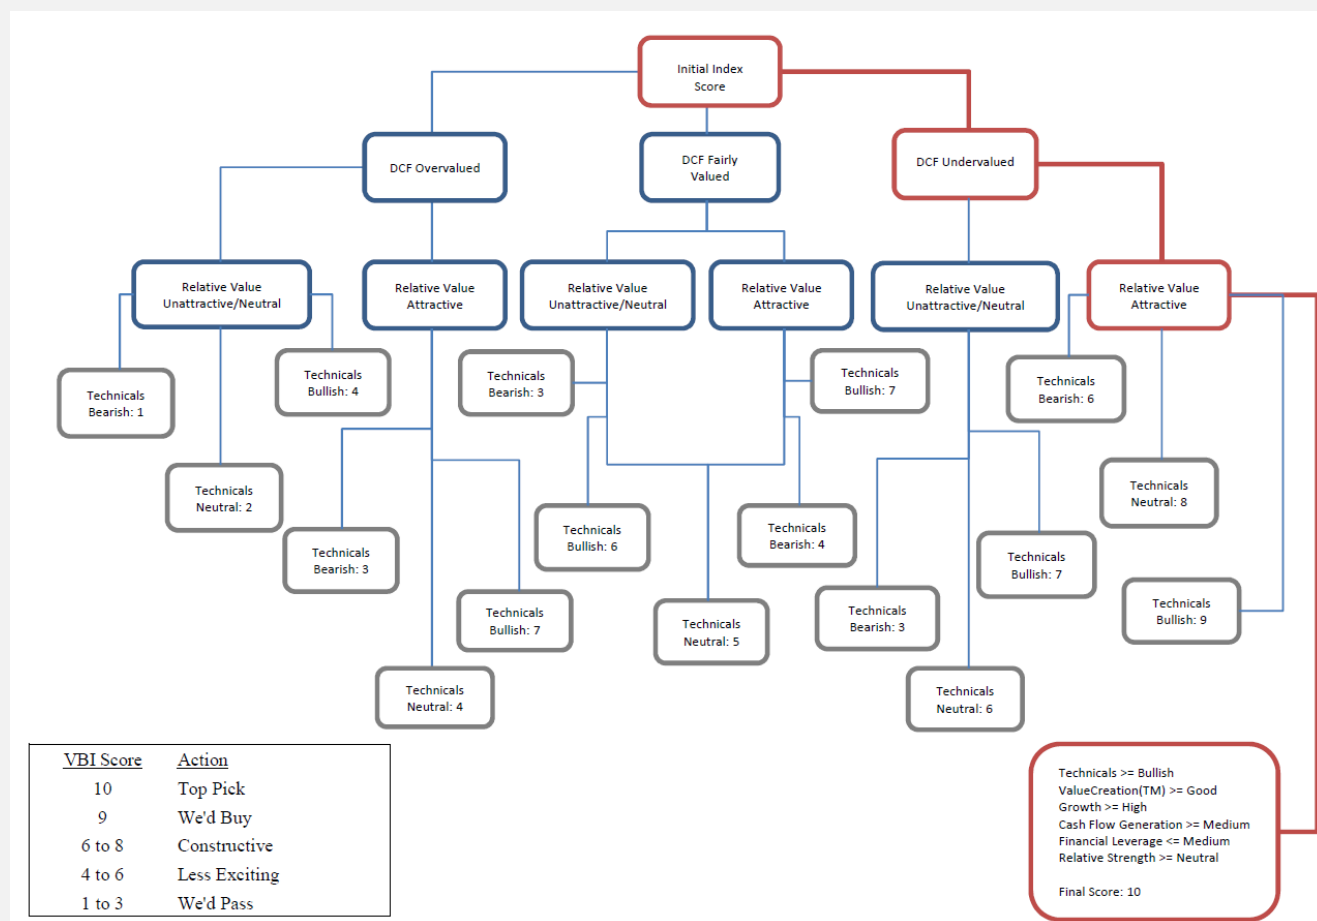 Initial Index
Score
DCF Overvalued
DCF Fairly
Valued
DCF Undervalued
Relative Value
Unattractive/Neutral
Relative Value
Attractive
Relative Value
Unattractive/Neutral
Relative Value
Attractive
Relative Value
Unattractive/Neutral
Relative Value
Attractive
Technicals
Bearish: 1
Technicals
Bullish: 4
Technicals
Bearish: 3
Technicals
Bullish: 7
Technicals
Bearish: 6
Technicals
Neutral: 2
Technicals
Neutral: 8
Technicals
Bearish: 3
Technicals
Bullish: 6
Technicals
Bearish: 4
Technicals
Bullish: 7
Technicals
Bullish: 7
Technicals
Neutral: 5
Technicals
Bearish: 3
Technicals
Bullish: 9
Technicals
Neutral: 4
Technicals
Neutral: 6
VBI Score Action
10 Top Pick
9 We'd Buy
6 to 8 Constructive
4 to 6 Less Exciting
1 to 3 We'd Pass
Technicals >= Bullish
ValueCreation(TM) >= Good
Growth >= High
Cash Flow Generation >= Medium
Financial Leverage <= Medium
Relative Strength >= Neutral
Final Score: 10